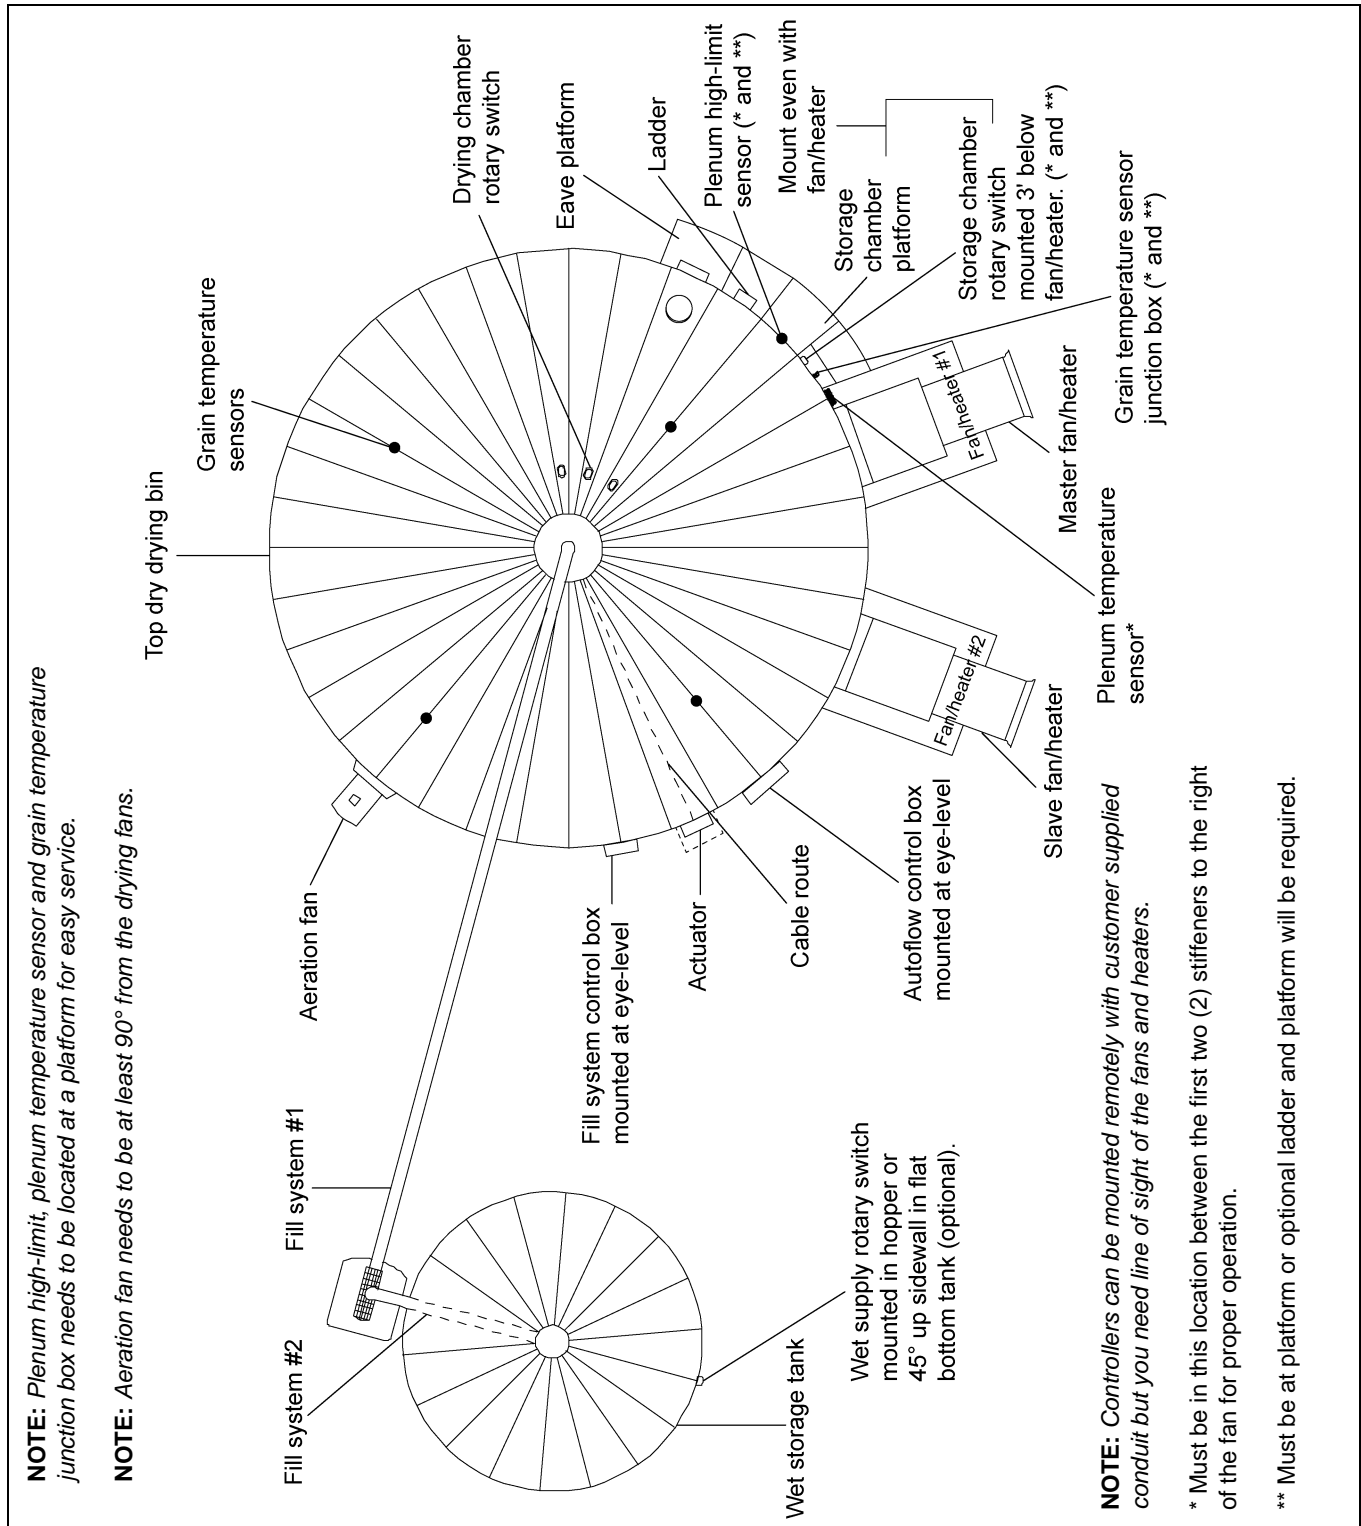 NOTE: Plenum high-limit, plenum temperature sensor and grain temperature
junction box needs to be located at a platform for easy service.
NOTE: Aeration fan needs to be at least 90° from the drying fans.
Top dry drying bin
Grain temperature
sensors
Drying chamber
rotary switch
Eave platform
Ladder
Plenum high-limit
sensor (* and **)
Mount even with
fan/heater
Storage
chamber
platform
Storage chamber
rotary switch
mounted 3' below
fan/heater. (* and **)
Grain temperature sensor
junction box (* and **)
Fan/heater #1
Master fan/heater
Plenum temperature
sensor*
Fan/heater #2
Slave fan/heater
Aeration fan
Fill system control box
mounted at eye-level
Actuator
Cable route
Autoflow control box
mounted at eye-level
Fill system #1
Fill system #2
Wet supply rotary switch
mounted in hopper or
45° up sidewall in flat
bottom tank (optional).
Wet storage tank
NOTE: Controllers can be mounted remotely with customer supplied
conduit but you need line of sight of the fans and heaters.
* Must be in this location between the first two (2) stiffeners to the right
of the fan for proper operation.
** Must be at platform or optional ladder and platform will be required.